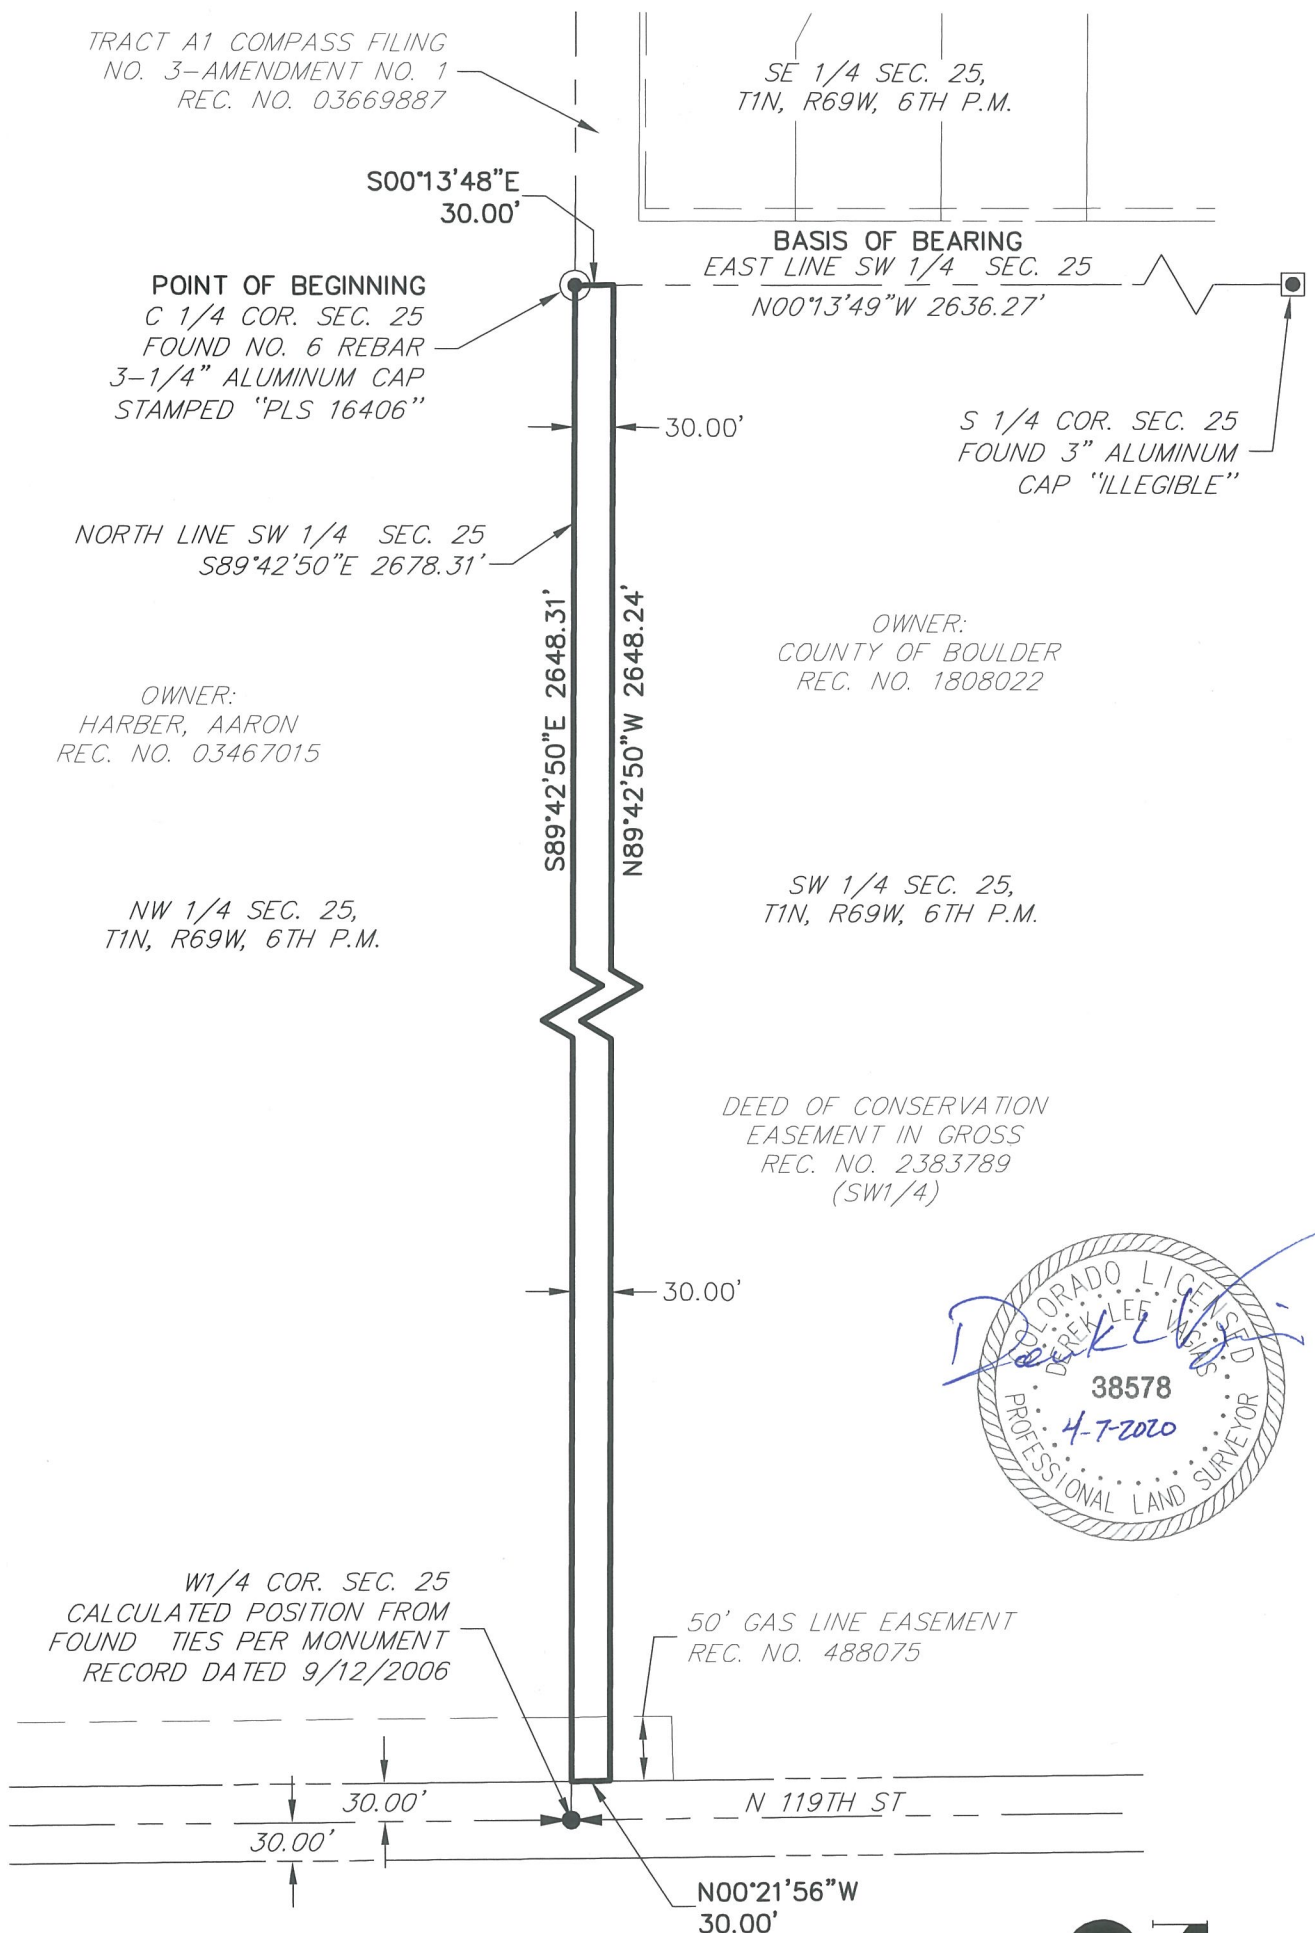 TRACT A1 COMPASS FILING
NO. 3-AMENDMENT NO. 1
REC. NO. 03669887
SE 1/4 SEC. 25,
T1N, R69W, 6TH P.M.
S00°13'48"E
30.00'
BASIS OF BEARING
EAST LINE SW 1/4 SEC. 25
N00°13'49"W 2636.27'
POINT OF BEGINNING
C 1/4 COR. SEC. 25
FOUND NO. 6 REBAR
3-1/4" ALUMINUM CAP
STAMPED "PLS 16406"
30.00'
S 1/4 COR. SEC. 25
FOUND 3" ALUMINUM
CAP "ILLEGIBLE"
NORTH LINE SW 1/4 SEC. 25
S89°42'50"E 2678.31'
S89°42'50"E 2648.31'
N89°42'50"W 2648.24'
OWNER:
COUNTY OF BOULDER
REC. NO. 1808022
OWNER:
HARBER, AARON
REC. NO. 03467015
SW 1/4 SEC. 25,
T1N, R69W, 6TH P.M.
NW 1/4 SEC. 25,
T1N, R69W, 6TH P.M.
DEED OF CONSERVATION
EASEMENT IN GROSS
REC. NO. 2383789
(SW1/4)
30.00'
COLORADO LICENSED
DEREK LEE VAGIAS
38578
4-7-2020
PROFESSIONAL LAND SURVEYOR
W1/4 COR. SEC. 25
CALCULATED POSITION FROM
FOUND TIES PER MONUMENT
RECORD DATED 9/12/2006
50' GAS LINE EASEMENT
REC. NO. 488075
30.00'
N 119TH ST
30.00'
N00°21'56"W
30.00'